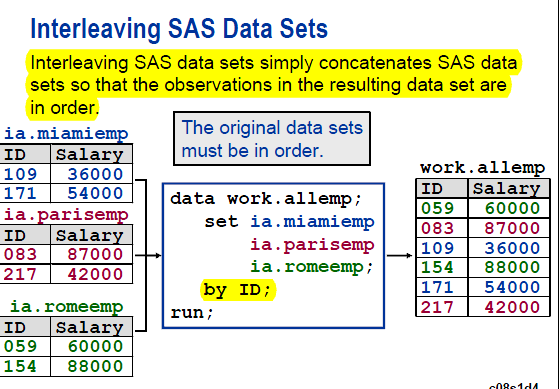 Interleaving SAS Data Sets
Interleaving SAS data sets simply concatenates SAS data
sets so that the observations in the resulting data set are
in order.
The original data sets
must be in order.
ia.miamiemp
ID Salary
109 36000
171 54000
ia.parisemp
ID Salary
083 87000
217 42000
ia.romeemp
ID Salary
059 60000
154 88000
data work.allemp;
set ia.miamiemp
ia.parisemp
ia.romeemp;
by ID;
run;
work.allemp
ID Salary
059 60000
083 87000
109 36000
154 88000
171 54000
217 42000
c08s1d4